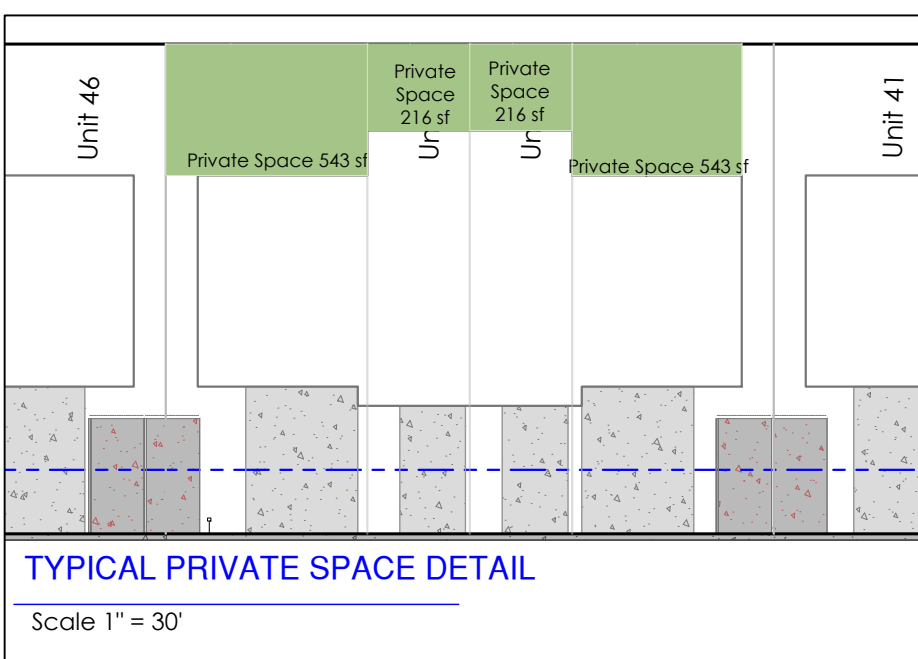 Unit 46
Private
Space
216 sf
Private
Space
216 sf
Unit 41
Private Space 543 sf
Private Space 543 sf
TYPICAL PRIVATE SPACE DETAIL
Scale 1" = 30'